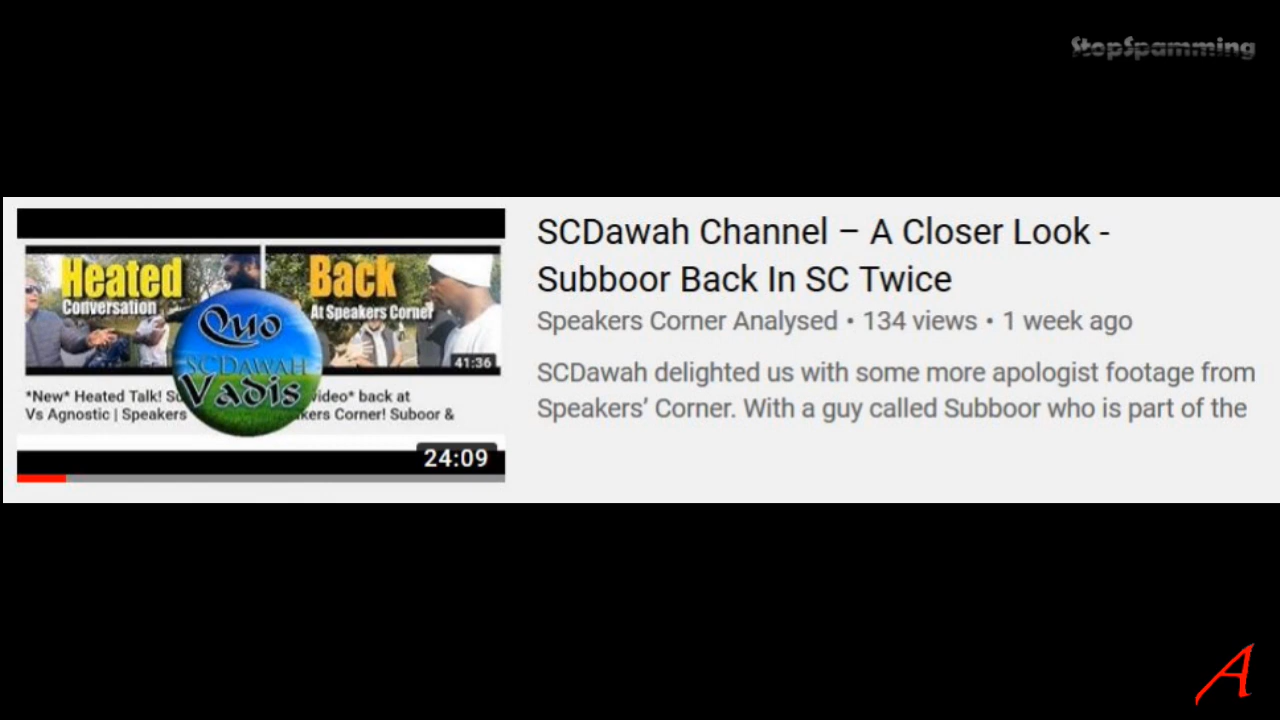 StopSpamming
SCDawah Channel – A Closer Look -
Subboor Back In SC Twice
Speakers Corner Analysed • 134 views • 1 week ago
SCDawah delighted us with some more apologist footage from
Speakers' Corner. With a guy called Subboor who is part of the
Heated
Conversation
Back
At Speakers Corner
41:36
Quo
SCDAWAH
Vadis
*New* Heated Talk! 
Vs Agnostic | Speakers
back at
Corner! Suboor &
24:09
A